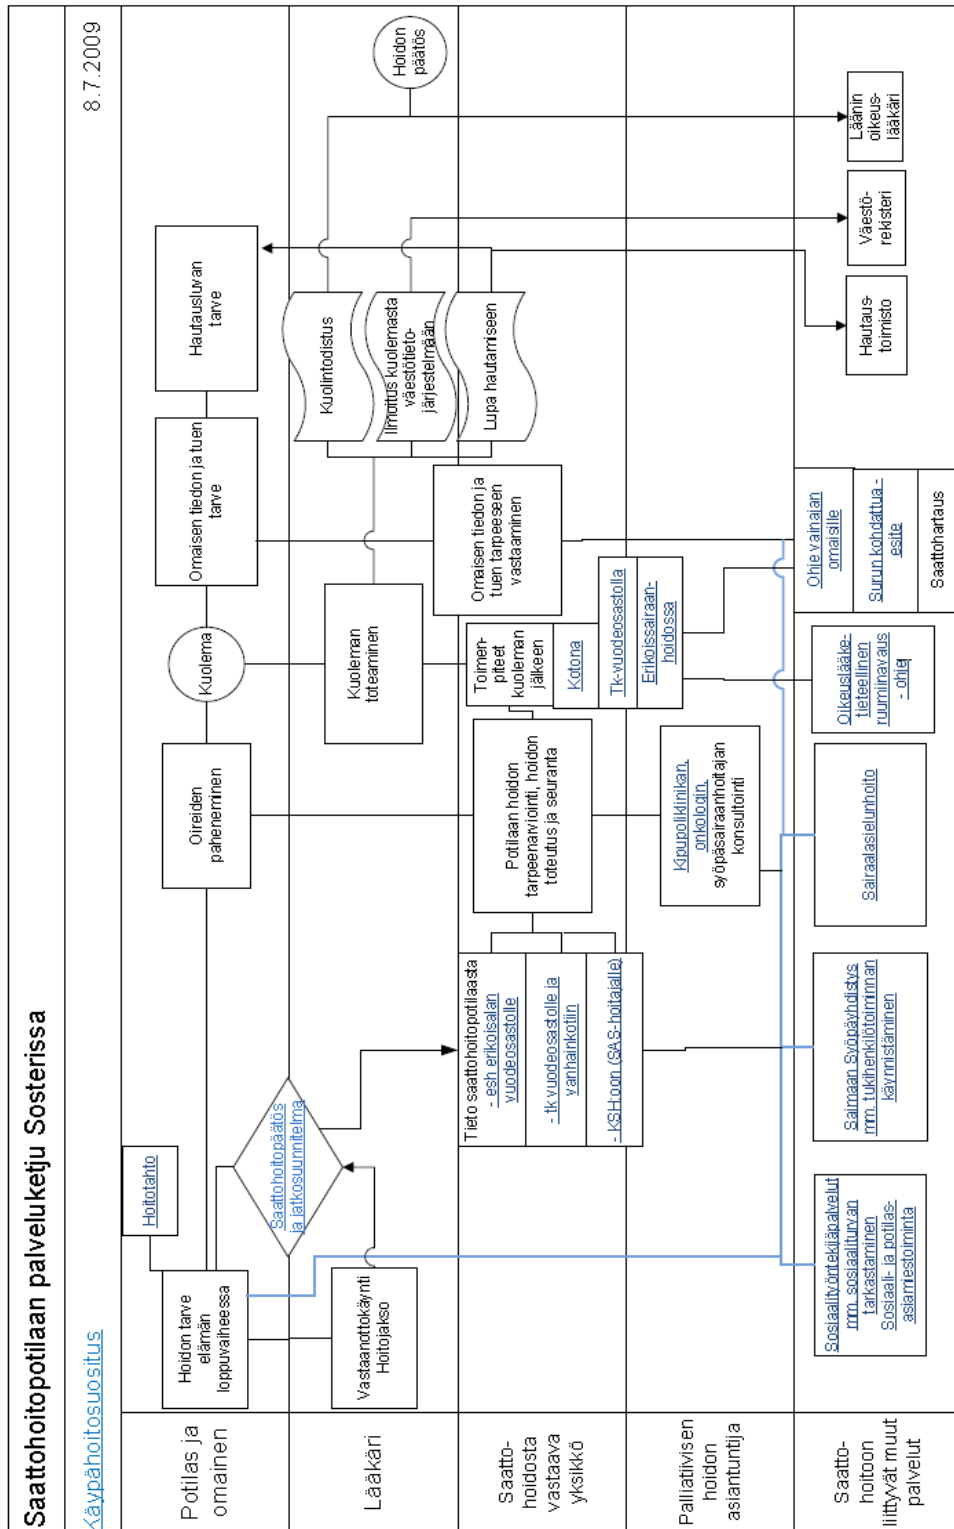 Saattohoitopotilaan palveluketju Sosterissa
Käypähoitosuositus
8.7.2009
Potilas ja
omainen
Hoidon tarve
elämän
loppuvaiheessa
Hoitotahto
Oireiden
paheneminen
Kuolema
Omaisen tiedon ja tuen
tarve
Hautausluvan
tarve
Lääkäri
Vastaanottokäynti
Hoitojakso
Saattohoitopäätös
ja jatkosuunnitelma
Kuoleman
toteaminen
Kuolintodistus
Ilmoitus kuolemasta
väestötieto-
järjestelmään
Lupa hautamiseen
Hoidon
päätös
Saatto-
hoidosta
vastaava
yksikkö
Tieto saattohoitopotilaasta
- esh erikoisalan
vuodeosastolle
- tk vuodeosastolle ja
vanhainkotiin
- KSH:oon (SAS-hoitajalle)
Potilaan hoidon
tarpeenarviointi, hoidon
toteutus ja seuranta
Toimen-
piteet
kuoleman
jälkeen
Kotona
Tk-vuodeosastolla
Erikoissairaan-
hoidossa
Omaisen tiedon ja
tuen tarpeeseen
vastaaminen
Palliatiivisen
hoidon
asiantuntija
Kipupoliklinikan,
onkologin,
syöpäsairaanhoitajan
konsultointi
Saatto-
hoitoon
liittyvät muut
palvelut
Sosiaalityöntekijäpalvelut
mm. sosiaaliturvan
tarkastaminen
Sosiaali- ja potilas-
asiamiestoiminta
Saimaan Syöpäyhdistys
mm. tukihenkilötoiminnan
käynnistäminen
Sairaalasielunhoito
Oikeuslääke-
tieteellinen
ruumiinavaus
- ohje
Ohje vainajan
omaisille
Surun kohdattua -
esite
Saattohartaus
Hautaus-
toimisto
Väestö-
rekisteri
Läänin
oikeus-
lääkäri